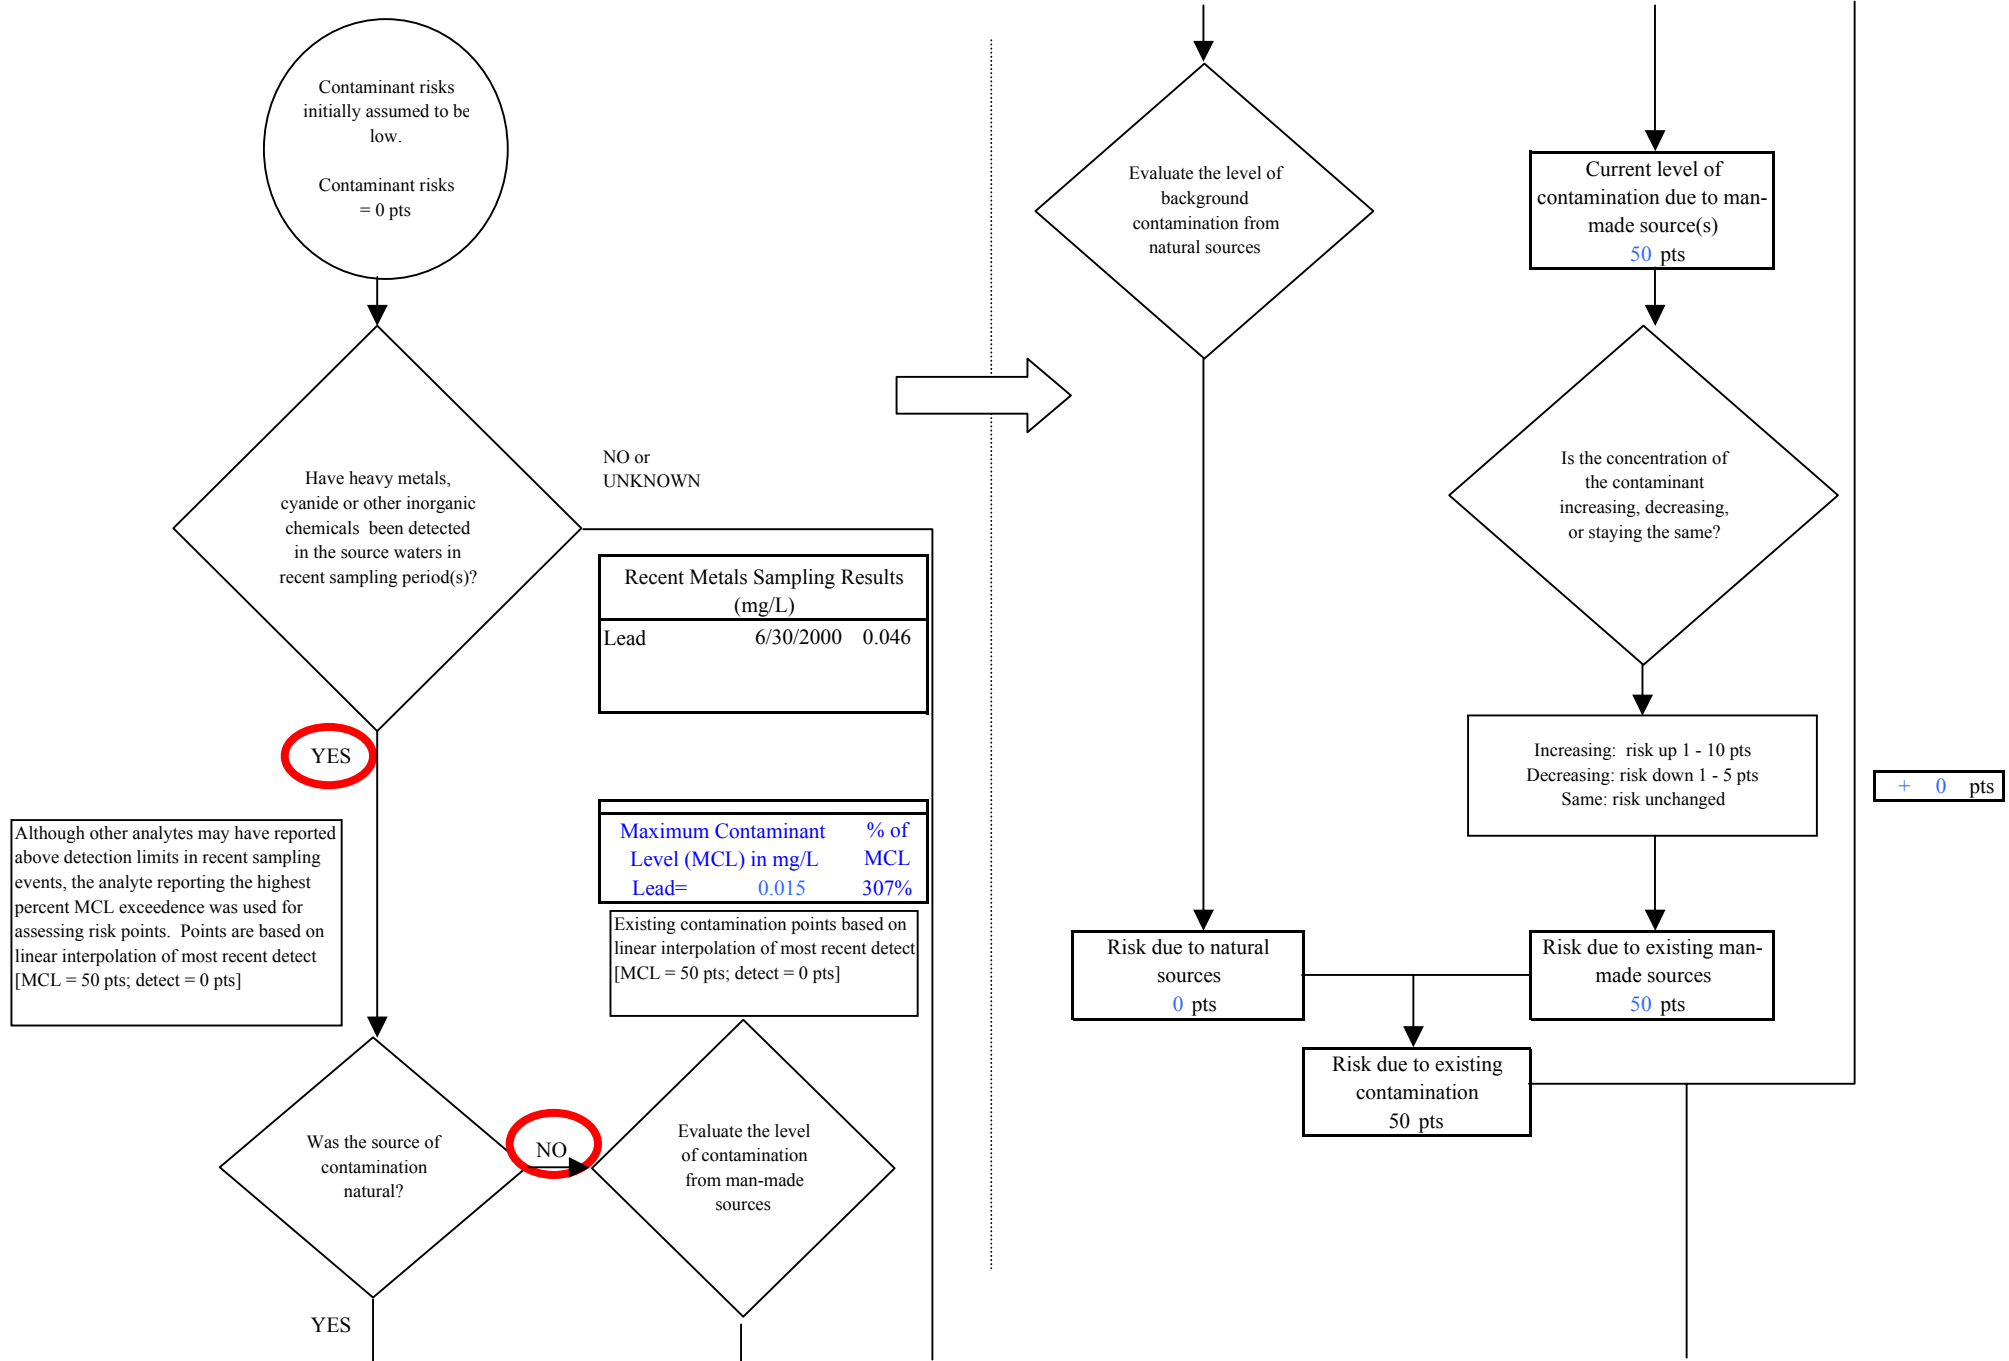 Contaminant risks
initially assumed to be
low.
Contaminant risks
= 0 pts
Have heavy metals,
cyanide or other inorganic
chemicals been detected
in the source waters in
recent sampling period(s)?
NO or
UNKNOWN
Recent Metals Sampling Results
(mg/L)
Lead 6/30/2000 0.046
YES
Although other analytes may have reported
above detection limits in recent sampling
events, the analyte reporting the highest
percent MCL exceedence was used for
assessing risk points. Points are based on
linear interpolation of most recent detect
[MCL = 50 pts; detect = 0 pts]
Maximum Contaminant % of
Level (MCL) in mg/L MCL
Lead= 0.015 307%
Existing contamination points based on
linear interpolation of most recent detect
[MCL = 50 pts; detect = 0 pts]
Was the source of
contamination
natural?
NO
Evaluate the level
of contamination
from man-made
sources
YES
Evaluate the level of
background
contamination from
natural sources
Current level of
contamination due to man-
made source(s)
50 pts
Is the concentration of
the contaminant
increasing, decreasing,
or staying the same?
Increasing: risk up 1 - 10 pts
Decreasing: risk down 1 - 5 pts
Same: risk unchanged
+ 0 pts
Risk due to natural
sources
0 pts
Risk due to existing man-
made sources
50 pts
Risk due to existing
contamination
50 pts